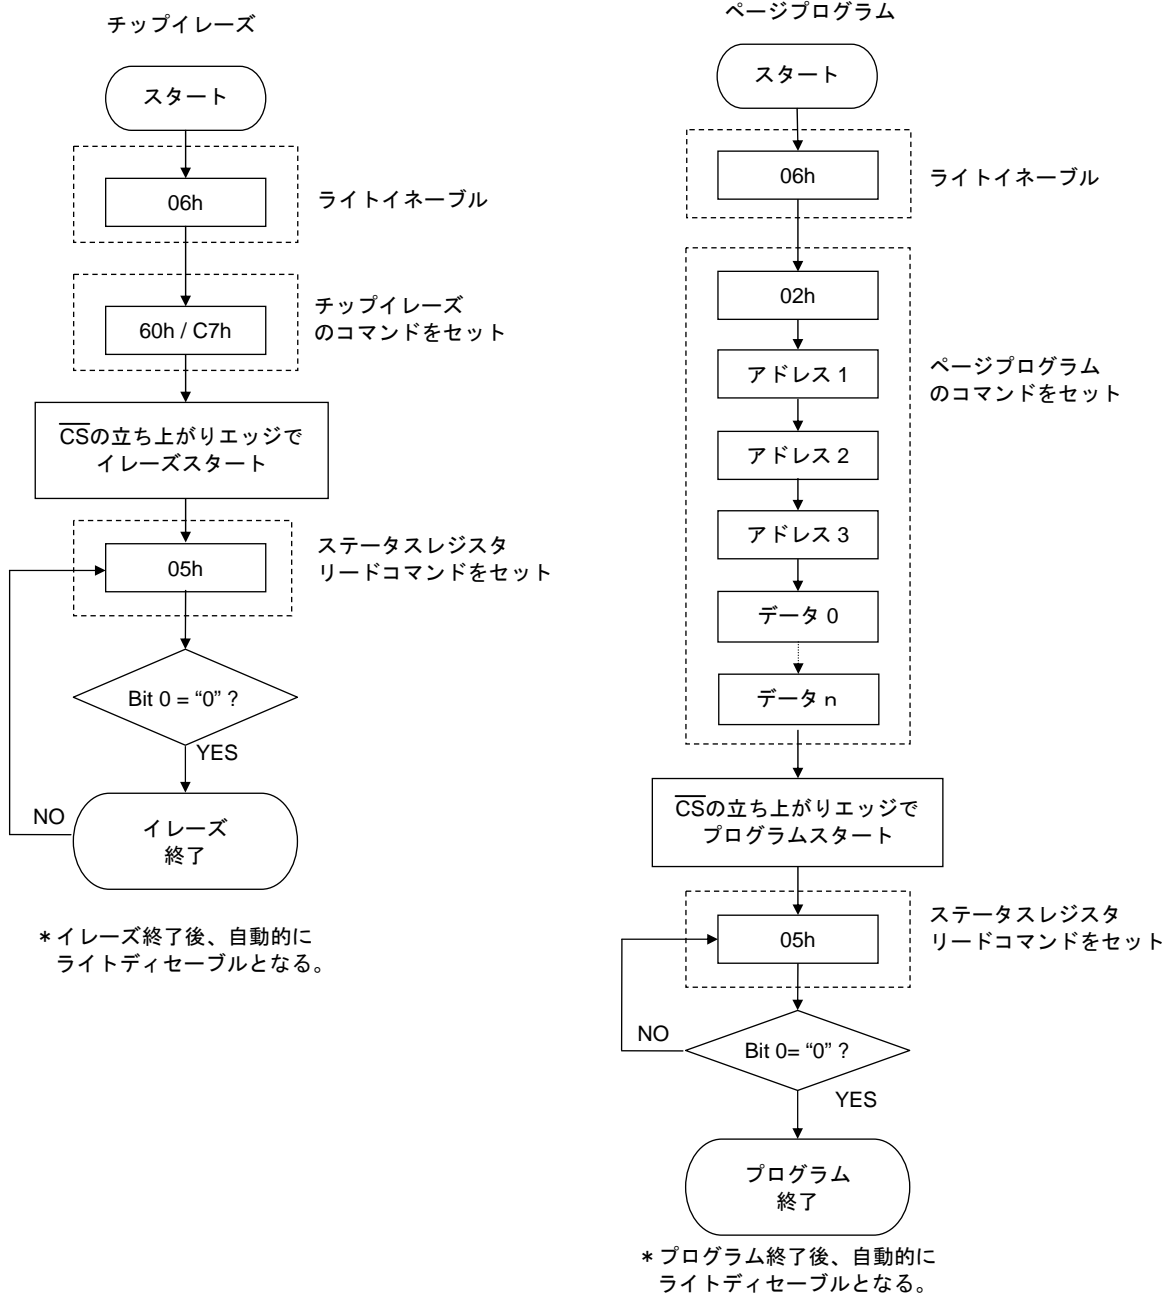 チップイレーズ
スタート
06h
ライトイネーブル
60h / C7h
チップイレーズ
のコマンドをセット
CSの立ち上がりエッジで
イレーズスタート
05h
ステータスレジスタ
リードコマンドをセット
Bit 0 = “0” ?
YES
NO
イレーズ
終了
* イレーズ終了後、自動的に
ライトディセーブルとなる。
ページプログラム
スタート
06h
ライトイネーブル
02h
アドレス 1
アドレス 2
アドレス 3
データ 0
データ n
ページプログラム
のコマンドをセット
CSの立ち上がりエッジで
プログラムスタート
05h
ステータスレジスタ
リードコマンドをセット
NO
Bit 0= “0” ?
YES
プログラム
終了
* プログラム終了後、自動的に
ライトディセーブルとなる。